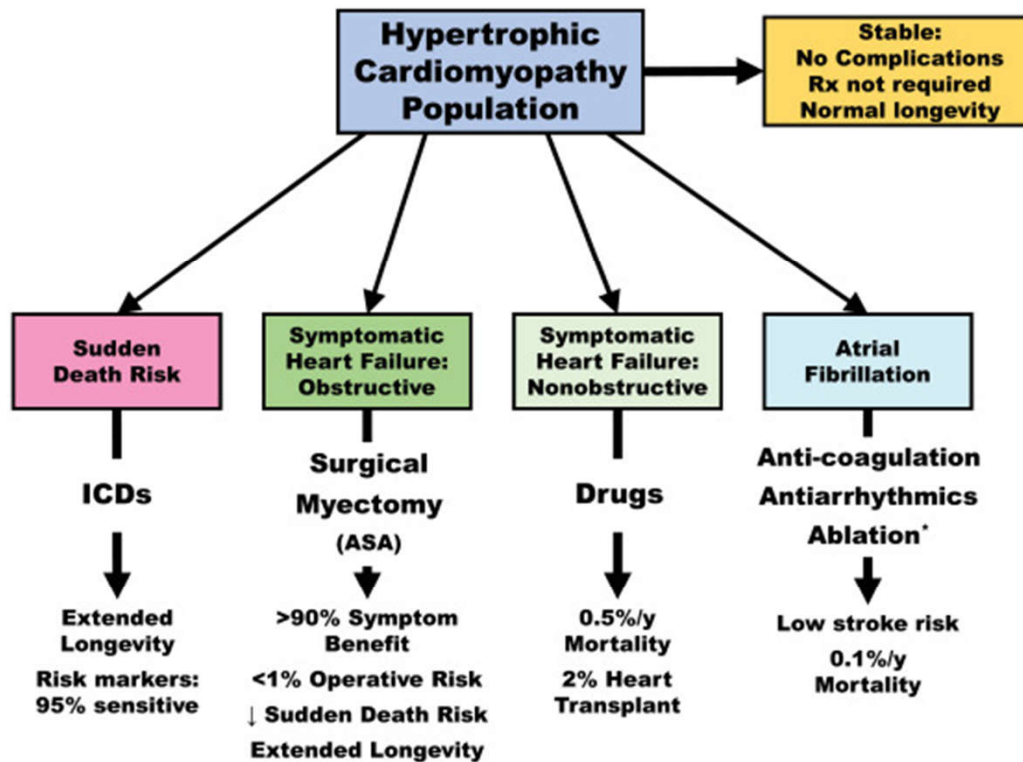 Hypertrophic
Cardiomyopathy
Population
Stable:
No Complications
Rx not required
Normal longevity
Sudden
Death Risk
ICDs
Extended
Longevity
Risk markers:
95% sensitive
Symptomatic
Heart Failure:
Obstructive
Surgical
Myectomy
(ASA)
>90% Symptom
Benefit
<1% Operative Risk
↓ Sudden Death Risk
Extended Longevity
Symptomatic
Heart Failure:
Nonobstructive
Drugs
0.5%/y
Mortality
2% Heart
Transplant
Atrial
Fibrillation
Anti-coagulation
Antiarrhythmics
Ablation*
Low stroke risk
0.1%/y
Mortality